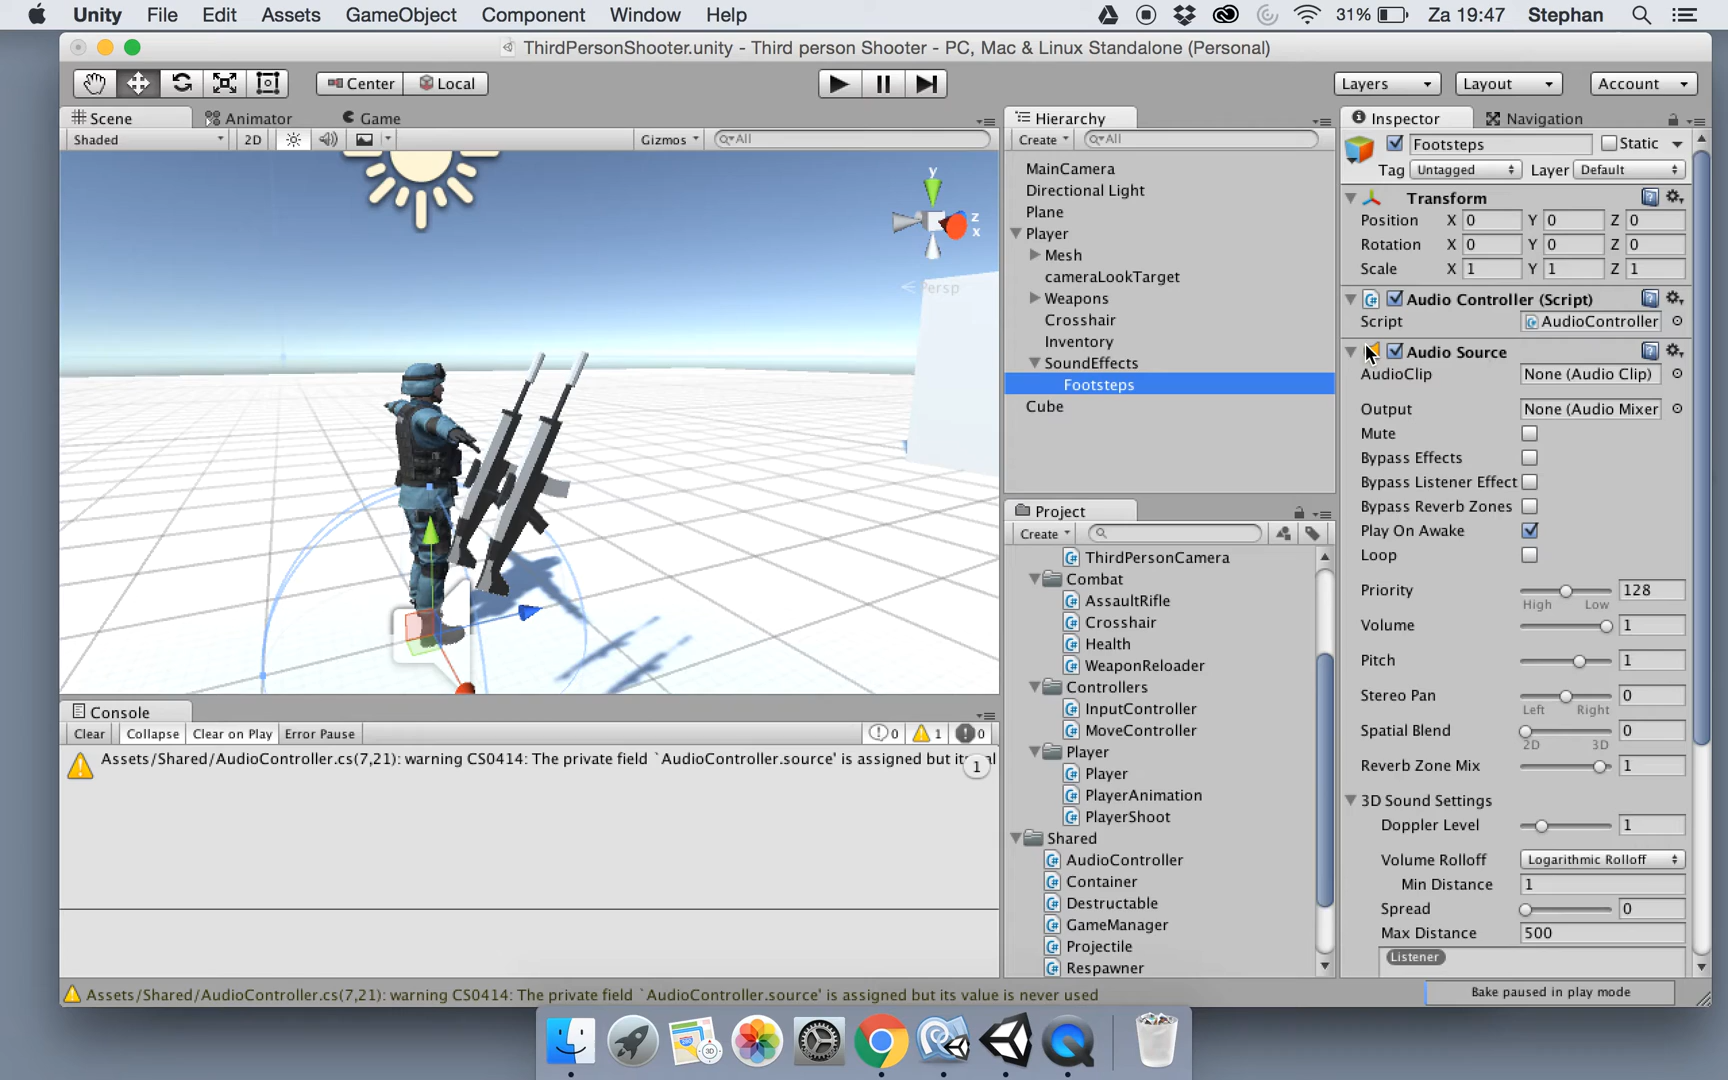 Unity File Edit Assets GameObject Component Window Help 31% Za 19:47 Stephan
ThirdPersonShooter.unity - Third person Shooter - PC, Mac & Linux Standalone (Personal)
Center Local Layers Layout Account
Scene Animator Game
Shaded 2D Gizmos All
y
z
x
Persp
Hierarchy
Create All
MainCamera
Directional Light
Plane
Player
Mesh
cameraLookTarget
Weapons
Crosshair
Inventory
SoundEffects
Footsteps
Cube
Project
Create
ThirdPersonCamera
Combat
AssaultRifle
Crosshair
Health
WeaponReloader
Controllers
InputController
MoveController
Player
Player
PlayerAnimation
PlayerShoot
Shared
AudioController
Container
Destructable
GameManager
Projectile
Respawner
Console
Clear Collapse Clear on Play Error Pause 0 1 0
Assets/Shared/AudioController.cs(7,21): warning CS0414: The private field `AudioController.source' is assigned but its 1
Assets/Shared/AudioController.cs(7,21): warning CS0414: The private field `AudioController.source' is assigned but its value is never used
Inspector Navigation
Footsteps Static
Tag Untagged Layer Default
Transform
Position X 0 Y 0 Z 0
Rotation X 0 Y 0 Z 0
Scale X 1 Y 1 Z 1
Audio Controller (Script)
Script AudioController
Audio Source
AudioClip None (Audio Clip)
Output None (Audio Mixer
Mute
Bypass Effects
Bypass Listener Effect
Bypass Reverb Zones
Play On Awake
Loop
Priority 128
High Low
Volume 1
Pitch 1
Stereo Pan 0
Left Right
Spatial Blend 0
2D 3D
Reverb Zone Mix 1
3D Sound Settings
Doppler Level 1
Volume Rolloff Logarithmic Rolloff
Min Distance 1
Spread 0
Max Distance 500
Listener
Bake paused in play mode